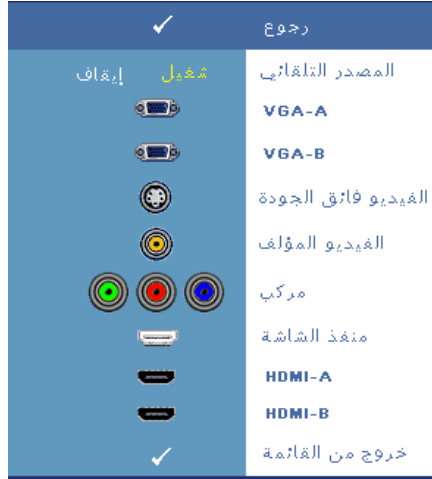 رجوع
المصدر التلقائي شغيل إيقاف
VGA-A
VGA-B
الفيديو فائق الجودة
الفيديو المؤلف
مركب
منفذ الشاشة
HDMI-A
HDMI-B
خروج من القائمة